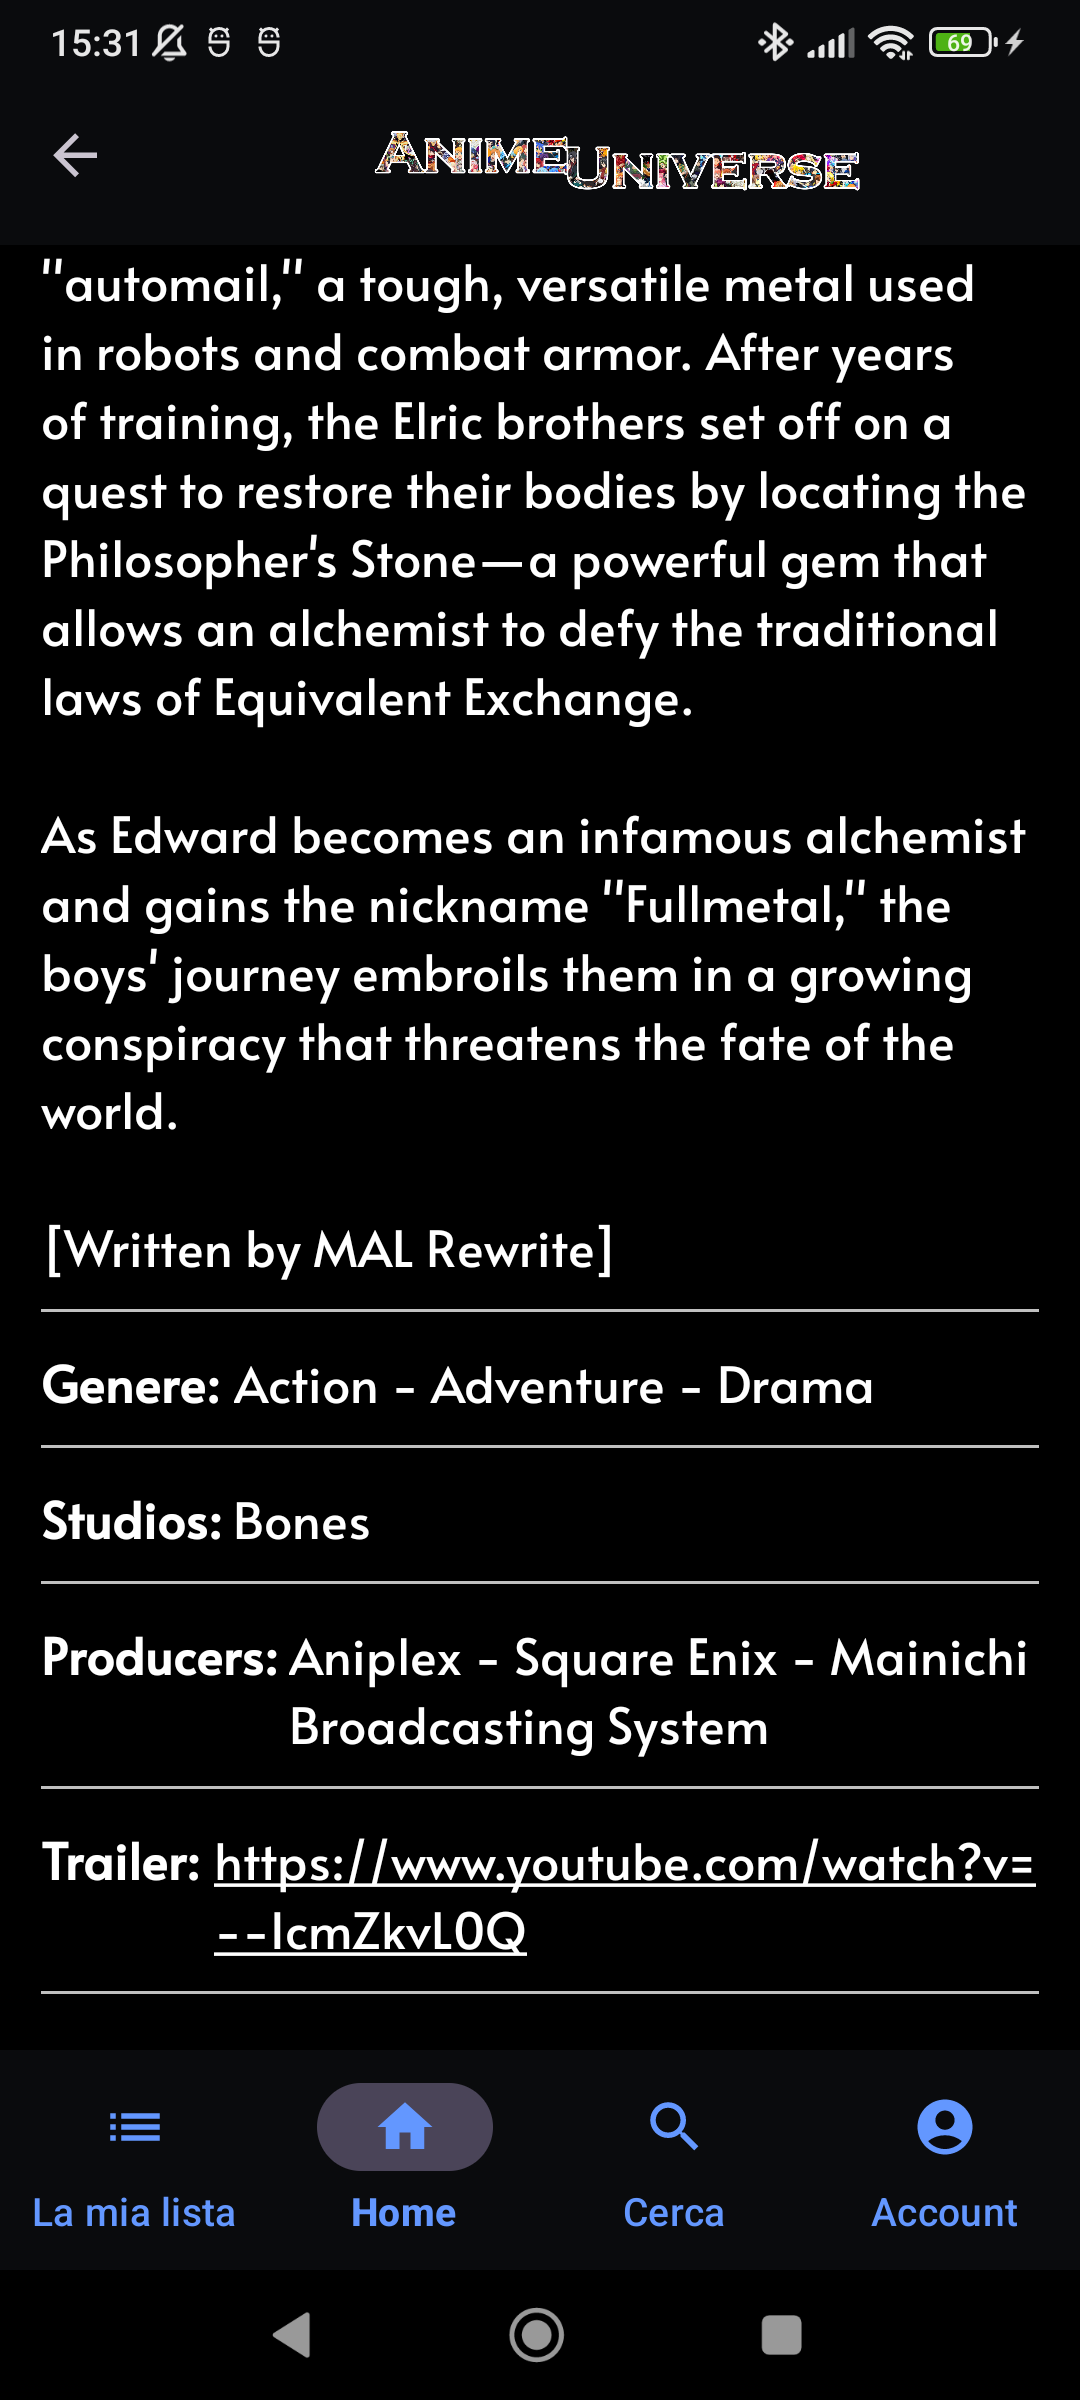 15:31
69
ANIMEUNIVERSE
"automail," a tough, versatile metal used
in robots and combat armor. After years
of training, the Elric brothers set off on a
quest to restore their bodies by locating the
Philosopher's Stone—a powerful gem that
allows an alchemist to defy the traditional
laws of Equivalent Exchange.
As Edward becomes an infamous alchemist
and gains the nickname "Fullmetal," the
boys' journey embroils them in a growing
conspiracy that threatens the fate of the
world.
[Written by MAL Rewrite]
Genere: Action - Adventure - Drama
Studios: Bones
Producers: Aniplex - Square Enix - Mainichi
Broadcasting System
Trailer: https://www.youtube.com/watch?v=
--IcmZkvL0Q
La mia lista
Home
Cerca
Account